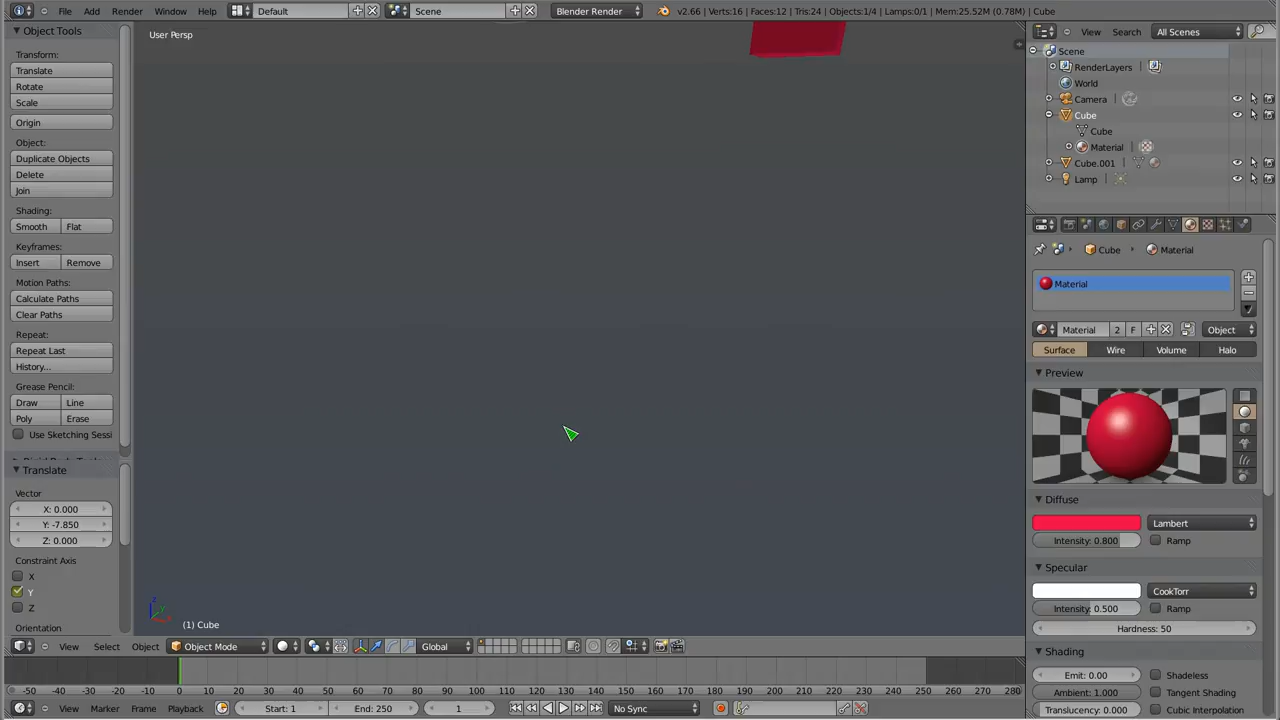 File Add Render Window Help Default Scene Blender Render v2.66 | Verts:16 | Faces:12 | Tris:24 | Objects:1/4 | Lamps:0/1 | Mem:25.52M (0.78M) | Cube
Object Tools
Transform:
Translate
Rotate
Scale
Origin
Object:
Duplicate Objects
Delete
Join
Shading:
Smooth Flat
Keyframes:
Insert Remove
Motion Paths:
Calculate Paths
Clear Paths
Repeat:
Repeat Last
History...
Grease Pencil:
Draw Line
Poly Erase
Use Sketching Sessi
Translate
Vector
X: 0.000
Y: -7.850
Z: 0.000
Constraint Axis
X
Y
Z
Orientation
User Persp
(1) Cube
View Select Object Object Mode Global
-50 -40 -30 -20 -10 0 10 20 30 40 50 60 70 80 90 100 110 120 130 140 150 160 170 180 190 200 210 220 230 240 250 260 270 280
View Marker Frame Playback Start: 1 End: 250 1 No Sync
View Search All Scenes
Scene
RenderLayers
World
Camera
Cube
Cube
Material
Cube.001
Lamp
Cube Material
Material
Material 2 F Object
Surface Wire Volume Halo
Preview
Diffuse
Lambert
Intensity: 0.800 Ramp
Specular
CookTorr
Intensity: 0.500 Ramp
Hardness: 50
Shading
Emit: 0.00 Shadeless
Ambient: 1.000 Tangent Shading
Translucency: 0.000 Cubic Interpolation